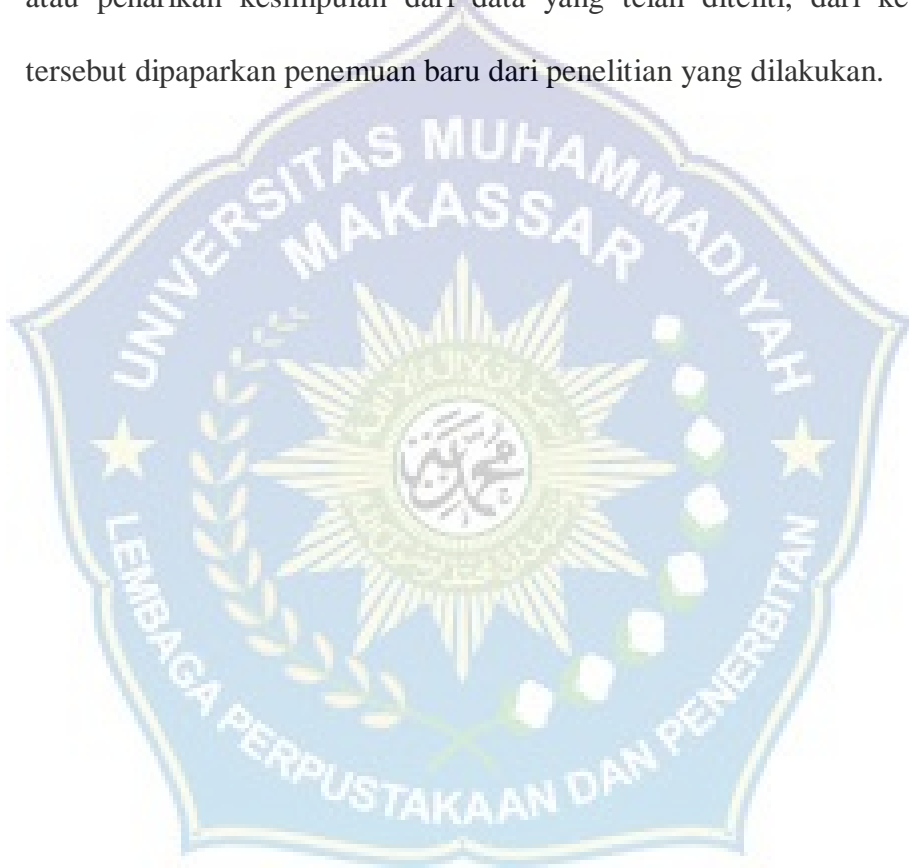 atau penarikan kesimpulan dari data yang telah diteliti, dari ke
tersebut dipaparkan penemuan baru dari penelitian yang dilakukan.
UNIVERSITAS MUHAMMADIYAH
MAKASSAR
LEMBAGA PERPUSTAKAAN DAN PENERBITAN